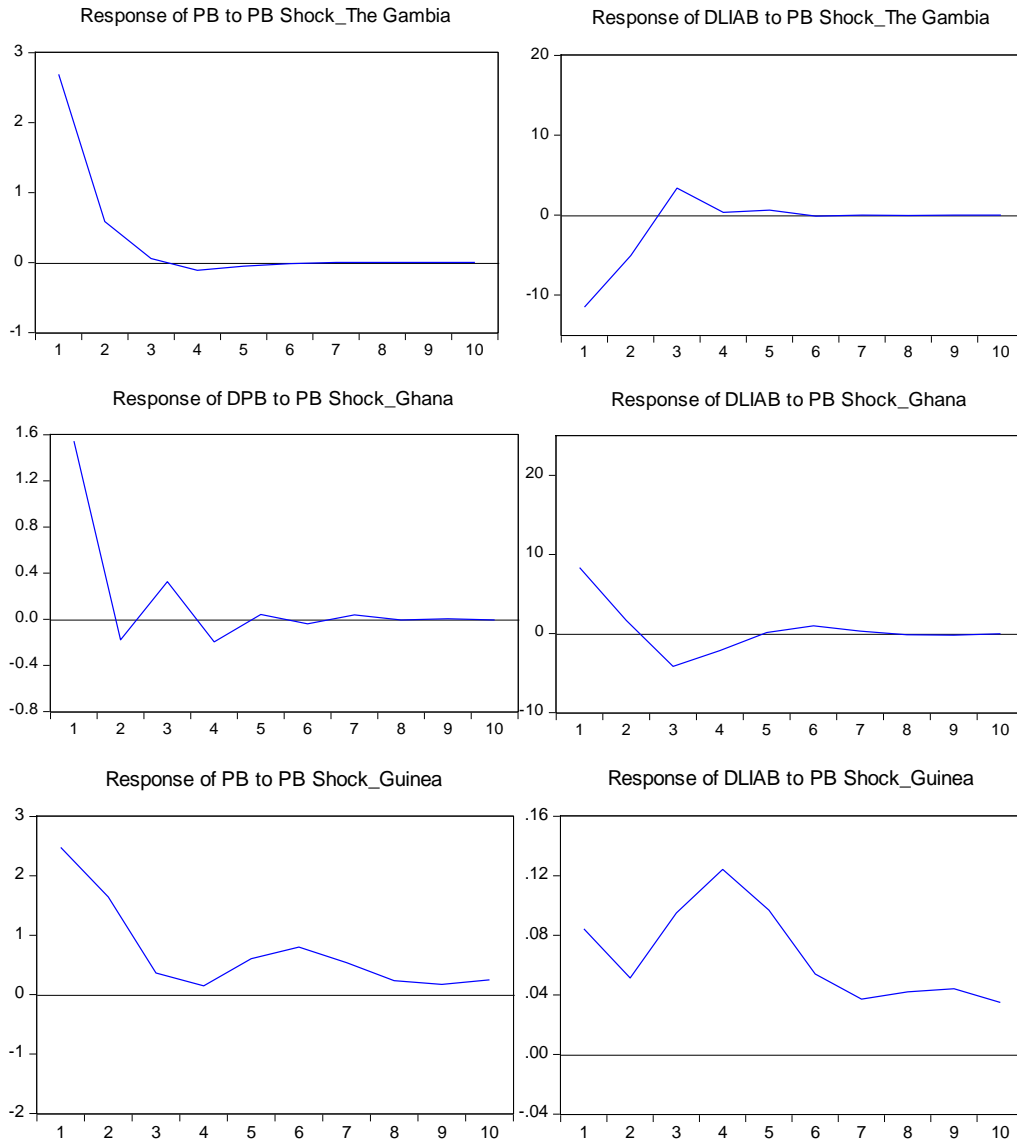 Response of PB to PB Shock_The Gambia
3
2
1
0
-1
1 2 3 4 5 6 7 8 9 10
Response of DLIAB to PB Shock_The Gambia
20
10
0
-10
1 2 3 4 5 6 7 8 9 10
Response of DPB to PB Shock_Ghana
1.6
1.2
0.8
0.4
0.0
-0.4
-0.8
1 2 3 4 5 6 7 8 9 10
Response of DLIAB to PB Shock_Ghana
20
10
0
-10
1 2 3 4 5 6 7 8 9 10
Response of PB to PB Shock_Guinea
3
2
1
0
-1
-2
1 2 3 4 5 6 7 8 9 10
Response of DLIAB to PB Shock_Guinea
.16
.12
.08
.04
.00
-.04
1 2 3 4 5 6 7 8 9 10